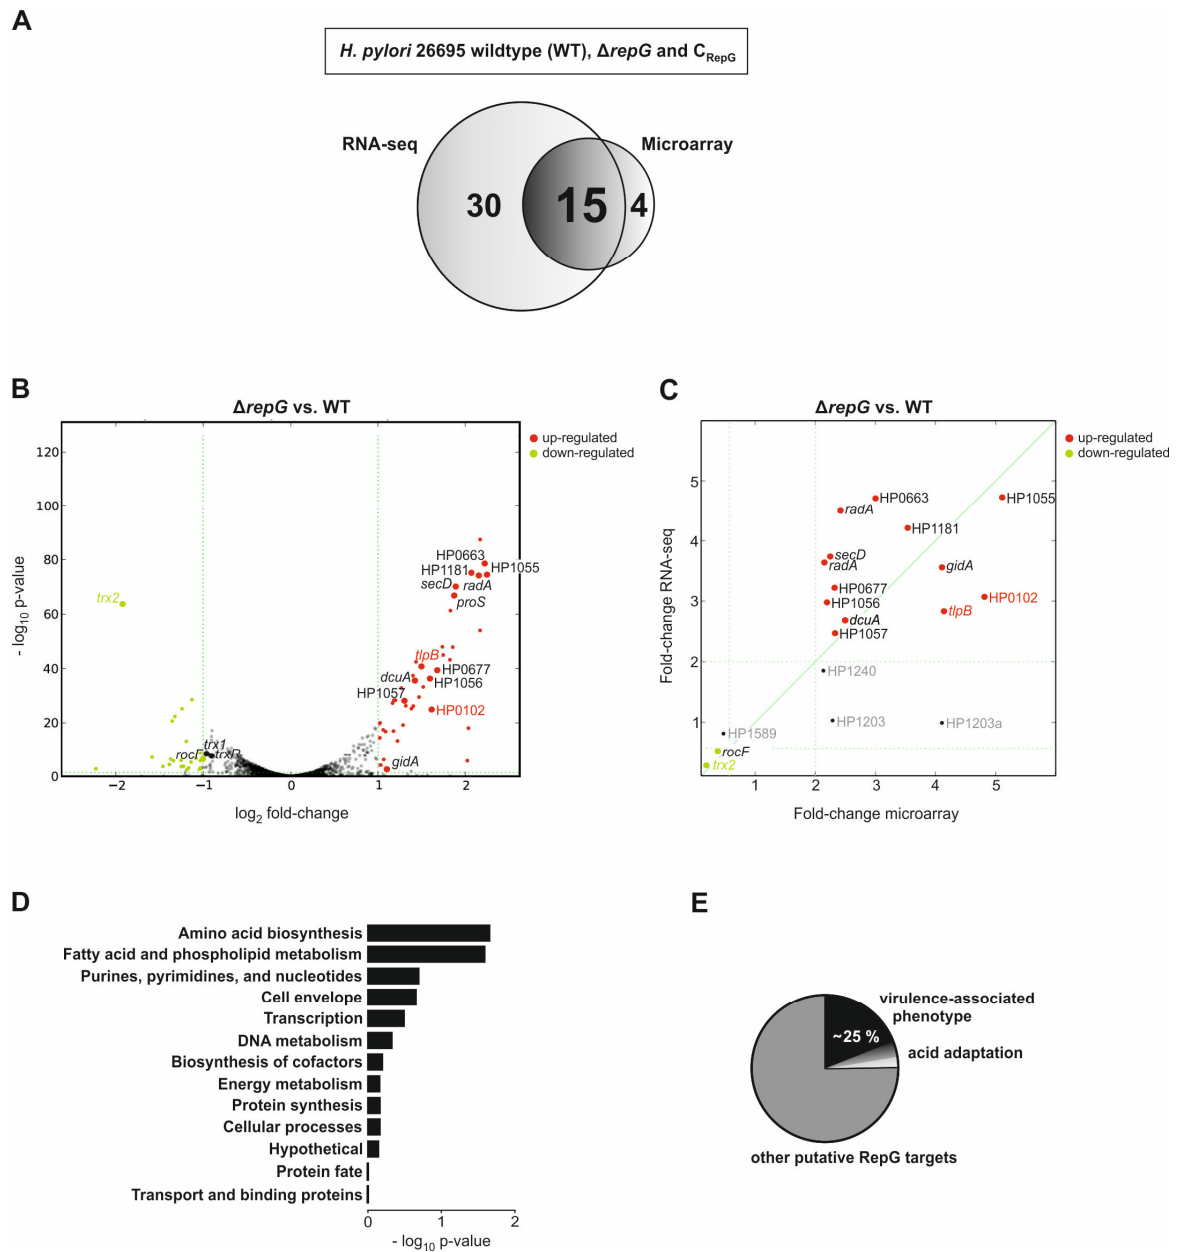 A
H. pylori 26695 wildtype (WT), ΔrepG and C_RepG
RNA-seq
Microarray
30
15
4
B
ΔrepG vs. WT
up-regulated
down-regulated
120
100
80
60
40
20
0
- log10 p-value
trx2
HP0663
HP1181
HP1055
secD
radA
proS
tlpB
HP0677
dcuA
HP1056
HP1057
HP0102
trx1
rocF
trxR
gidA
−2
−1
0
1
2
log2 fold-change
C
ΔrepG vs. WT
up-regulated
down-regulated
5
4
3
2
1
Fold-change RNA-seq
HP0663
HP1055
radA
HP1181
secD
radA
gidA
HP0677
HP1056
HP0102
tlpB
dcuA
HP1057
HP1240
HP1203
HP1203a
HP1589
rocF
trx2
1
2
3
4
5
Fold-change microarray
D
Amino acid biosynthesis
Fatty acid and phospholipid metabolism
Purines, pyrimidines, and nucleotides
Cell envelope
Transcription
DNA metabolism
Biosynthesis of cofactors
Energy metabolism
Protein synthesis
Cellular processes
Hypothetical
Protein fate
Transport and binding proteins
0
1
2
- log10 p-value
E
virulence-associated
phenotype
~25 %
acid adaptation
other putative RepG targets